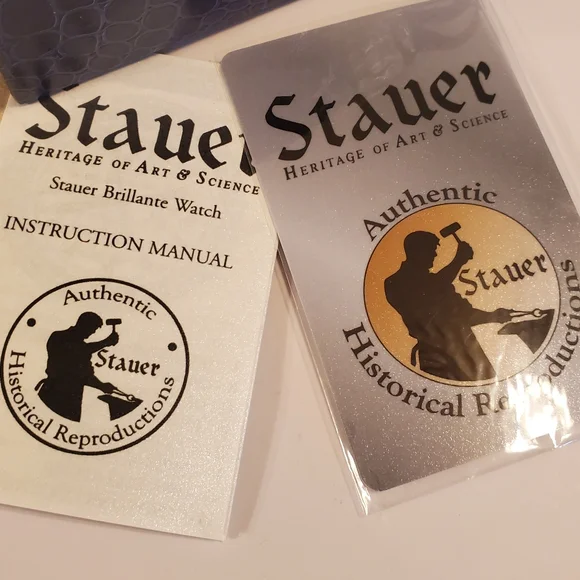 Stauer
HERITAGE OF ART & SCIENCE
Stauer Brillante Watch
INSTRUCTION MANUAL
Authentic
Stauer
Historical Reproductions
Stauer
HERITAGE OF ART & SCIENCE
Authentic
Stauer
Historical Reproductions